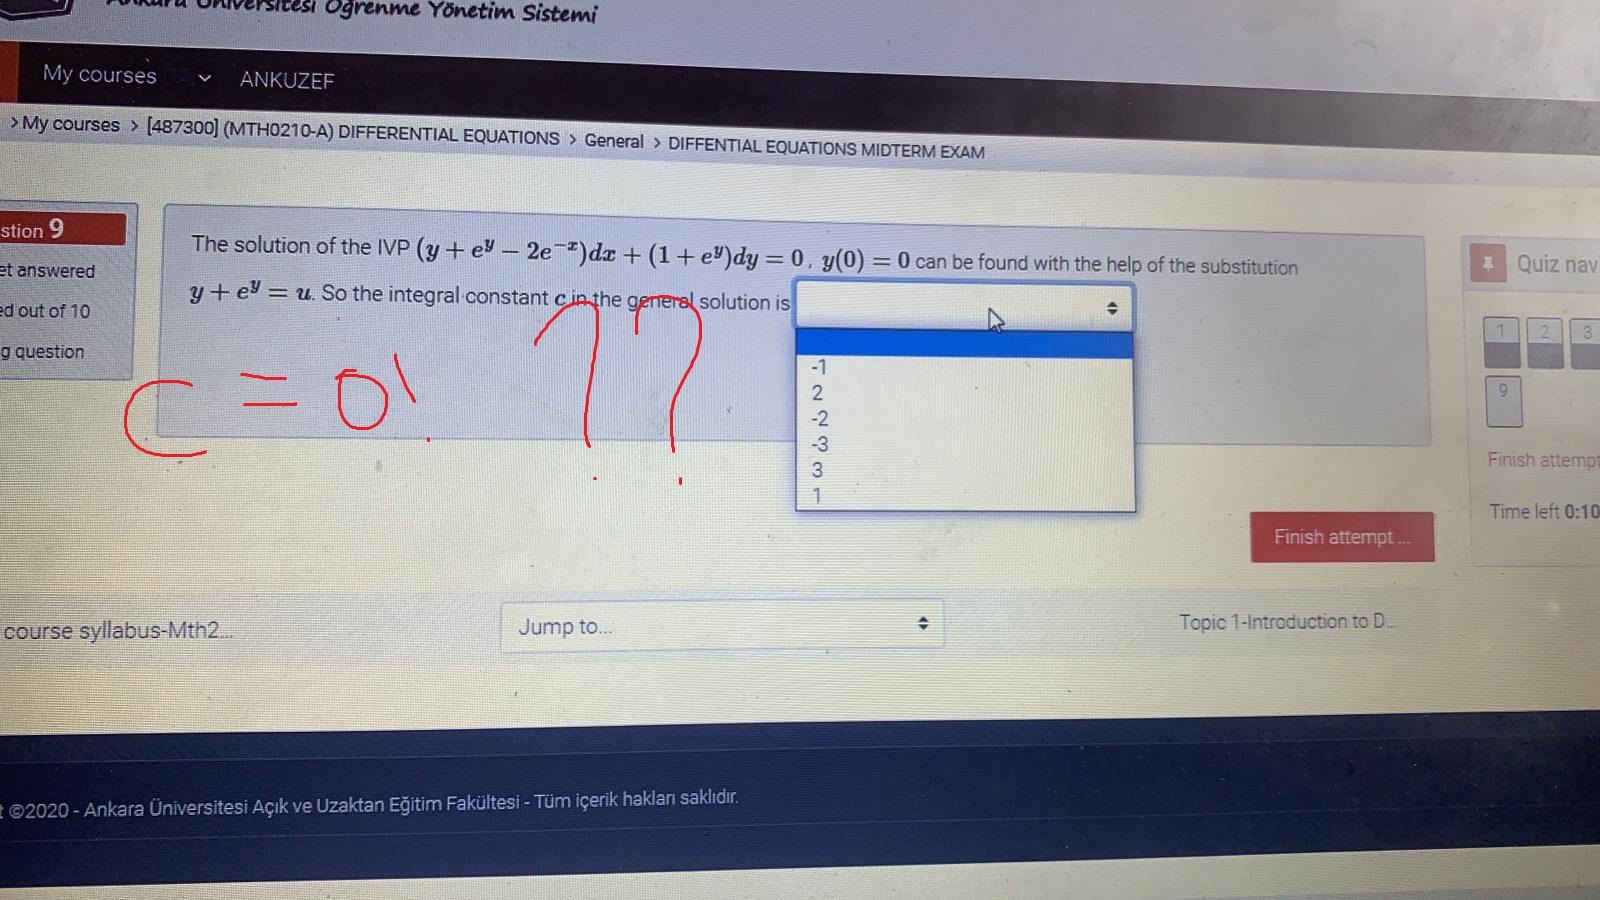 Ankara Üniversitesi Öğrenme Yönetim Sistemi
My courses ANKUZEF
> My courses > [487300] (MTH0210-A) DIFFERENTIAL EQUATIONS > General > DIFFENTIAL EQUATIONS MIDTERM EXAM
stion 9
et answered
ed out of 10
g question
The solution of the IVP (y + e^y − 2e^−x)dx + (1 + e^y)dy = 0, y(0) = 0 can be found with the help of the substitution
y + e^y = u. So the integral constant c in the general solution is
-1
2
-2
-3
3
1
c = 0! ??
Quiz nav
1 2 3
9
Finish attempt
Time left 0:10
Finish attempt ...
course syllabus-Mth2...
Jump to...
Topic 1-Introduction to D...
t ©2020 - Ankara Üniversitesi Açık ve Uzaktan Eğitim Fakültesi - Tüm içerik hakları saklıdır.